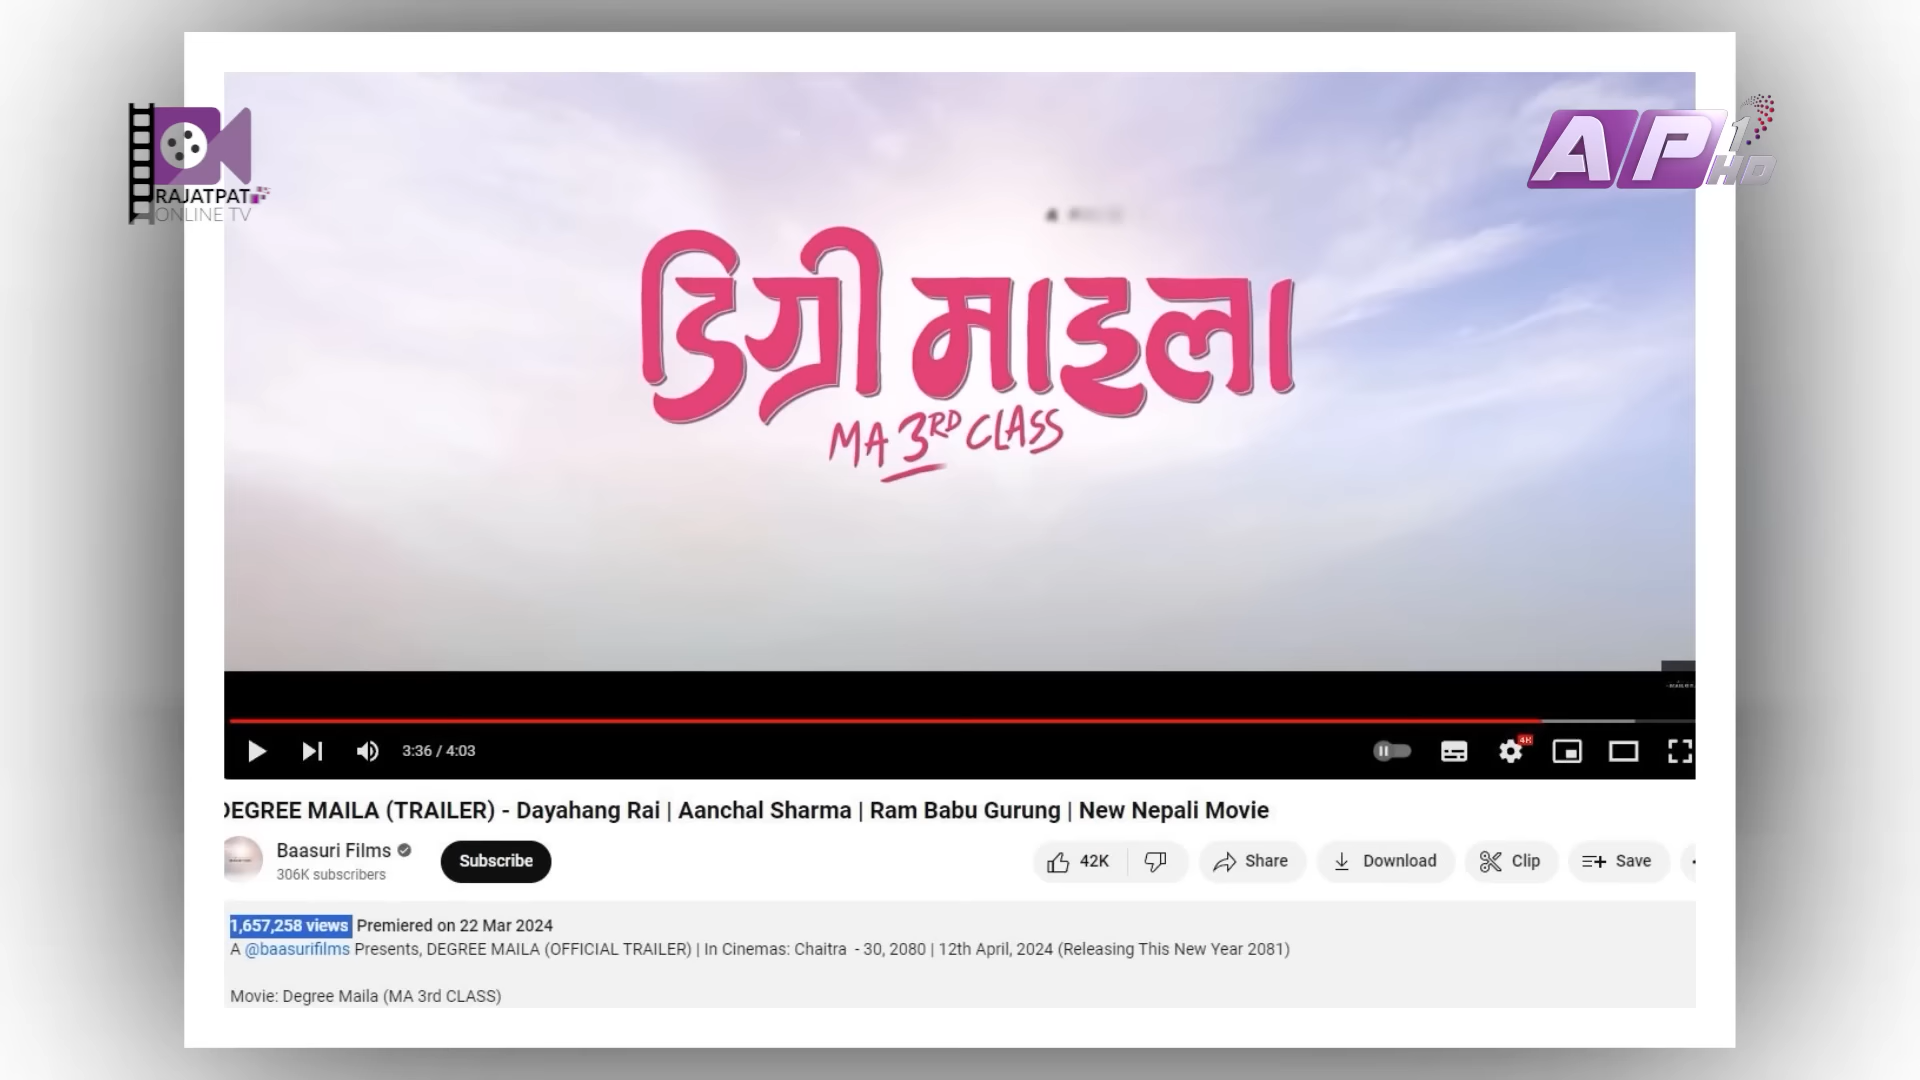 RAJATPAT
ONLINE TV
AP1
HD
डिग्री माइला
MA 3RD CLASS
3:36 / 4:03
4K
DEGREE MAILA (TRAILER) - Dayahang Rai | Aanchal Sharma | Ram Babu Gurung | New Nepali Movie
Baasuri Films
306K subscribers
Subscribe
42K
Share
Download
Clip
Save
1,657,258 views Premiered on 22 Mar 2024
A @baasurifilms Presents, DEGREE MAILA (OFFICIAL TRAILER) | In Cinemas: Chaitra - 30, 2080 | 12th April, 2024 (Releasing This New Year 2081)
Movie: Degree Maila (MA 3rd CLASS)